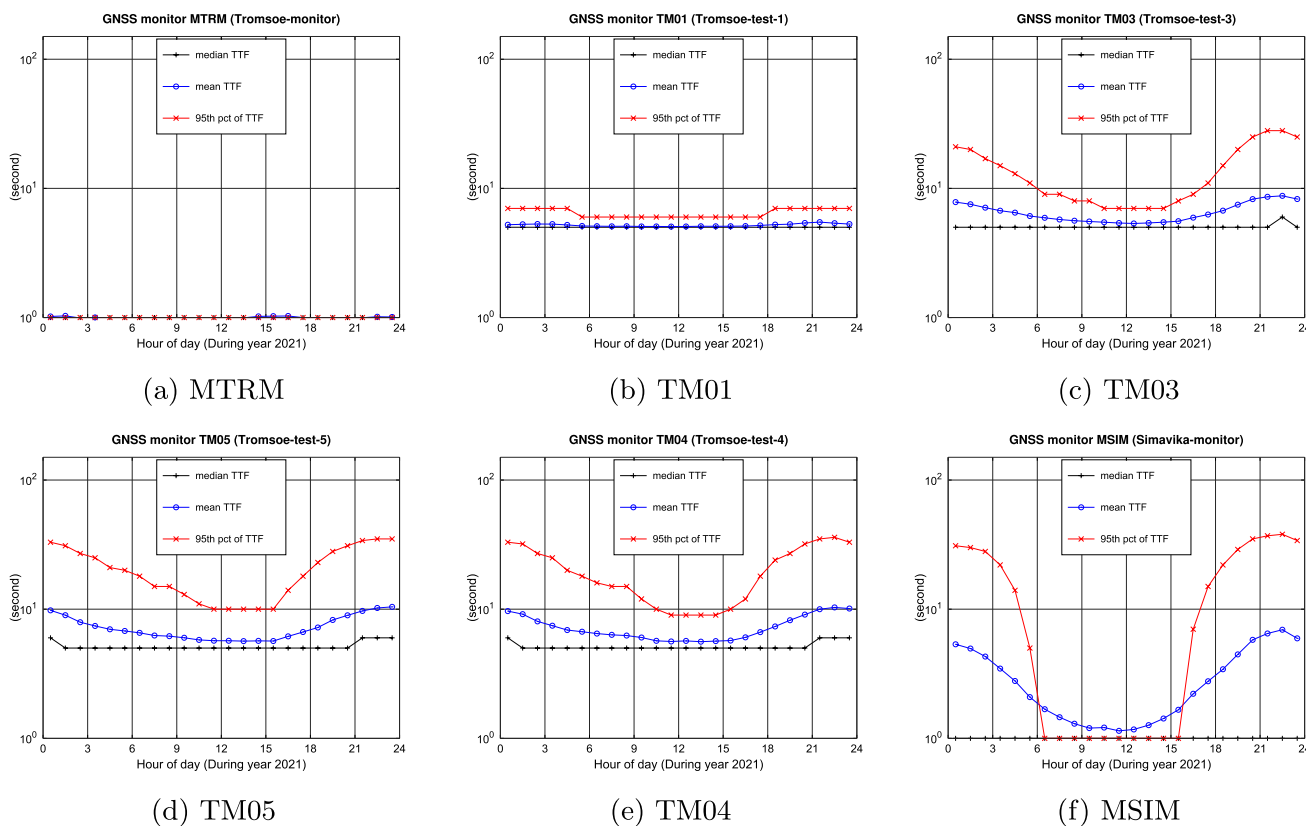 GNSS monitor MTRM (Tromsoe-monitor)
median TTF
mean TTF
95th pct of TTF
10^2
10^1
10^0
(second)
0 3 6 9 12 15 18 21 24
Hour of day (During year 2021)
(a) MTRM
GNSS monitor TM01 (Tromsoe-test-1)
median TTF
mean TTF
95th pct of TTF
10^2
10^1
10^0
(second)
0 3 6 9 12 15 18 21 24
Hour of day (During year 2021)
(b) TM01
GNSS monitor TM03 (Tromsoe-test-3)
median TTF
mean TTF
95th pct of TTF
10^2
10^1
10^0
(second)
0 3 6 9 12 15 18 21 24
Hour of day (During year 2021)
(c) TM03
GNSS monitor TM05 (Tromsoe-test-5)
median TTF
mean TTF
95th pct of TTF
10^2
10^1
10^0
(second)
0 3 6 9 12 15 18 21 24
Hour of day (During year 2021)
(d) TM05
GNSS monitor TM04 (Tromsoe-test-4)
median TTF
mean TTF
95th pct of TTF
10^2
10^1
10^0
(second)
0 3 6 9 12 15 18 21 24
Hour of day (During year 2021)
(e) TM04
GNSS monitor MSIM (Simavika-monitor)
median TTF
mean TTF
95th pct of TTF
10^2
10^1
10^0
(second)
0 3 6 9 12 15 18 21 24
Hour of day (During year 2021)
(f) MSIM